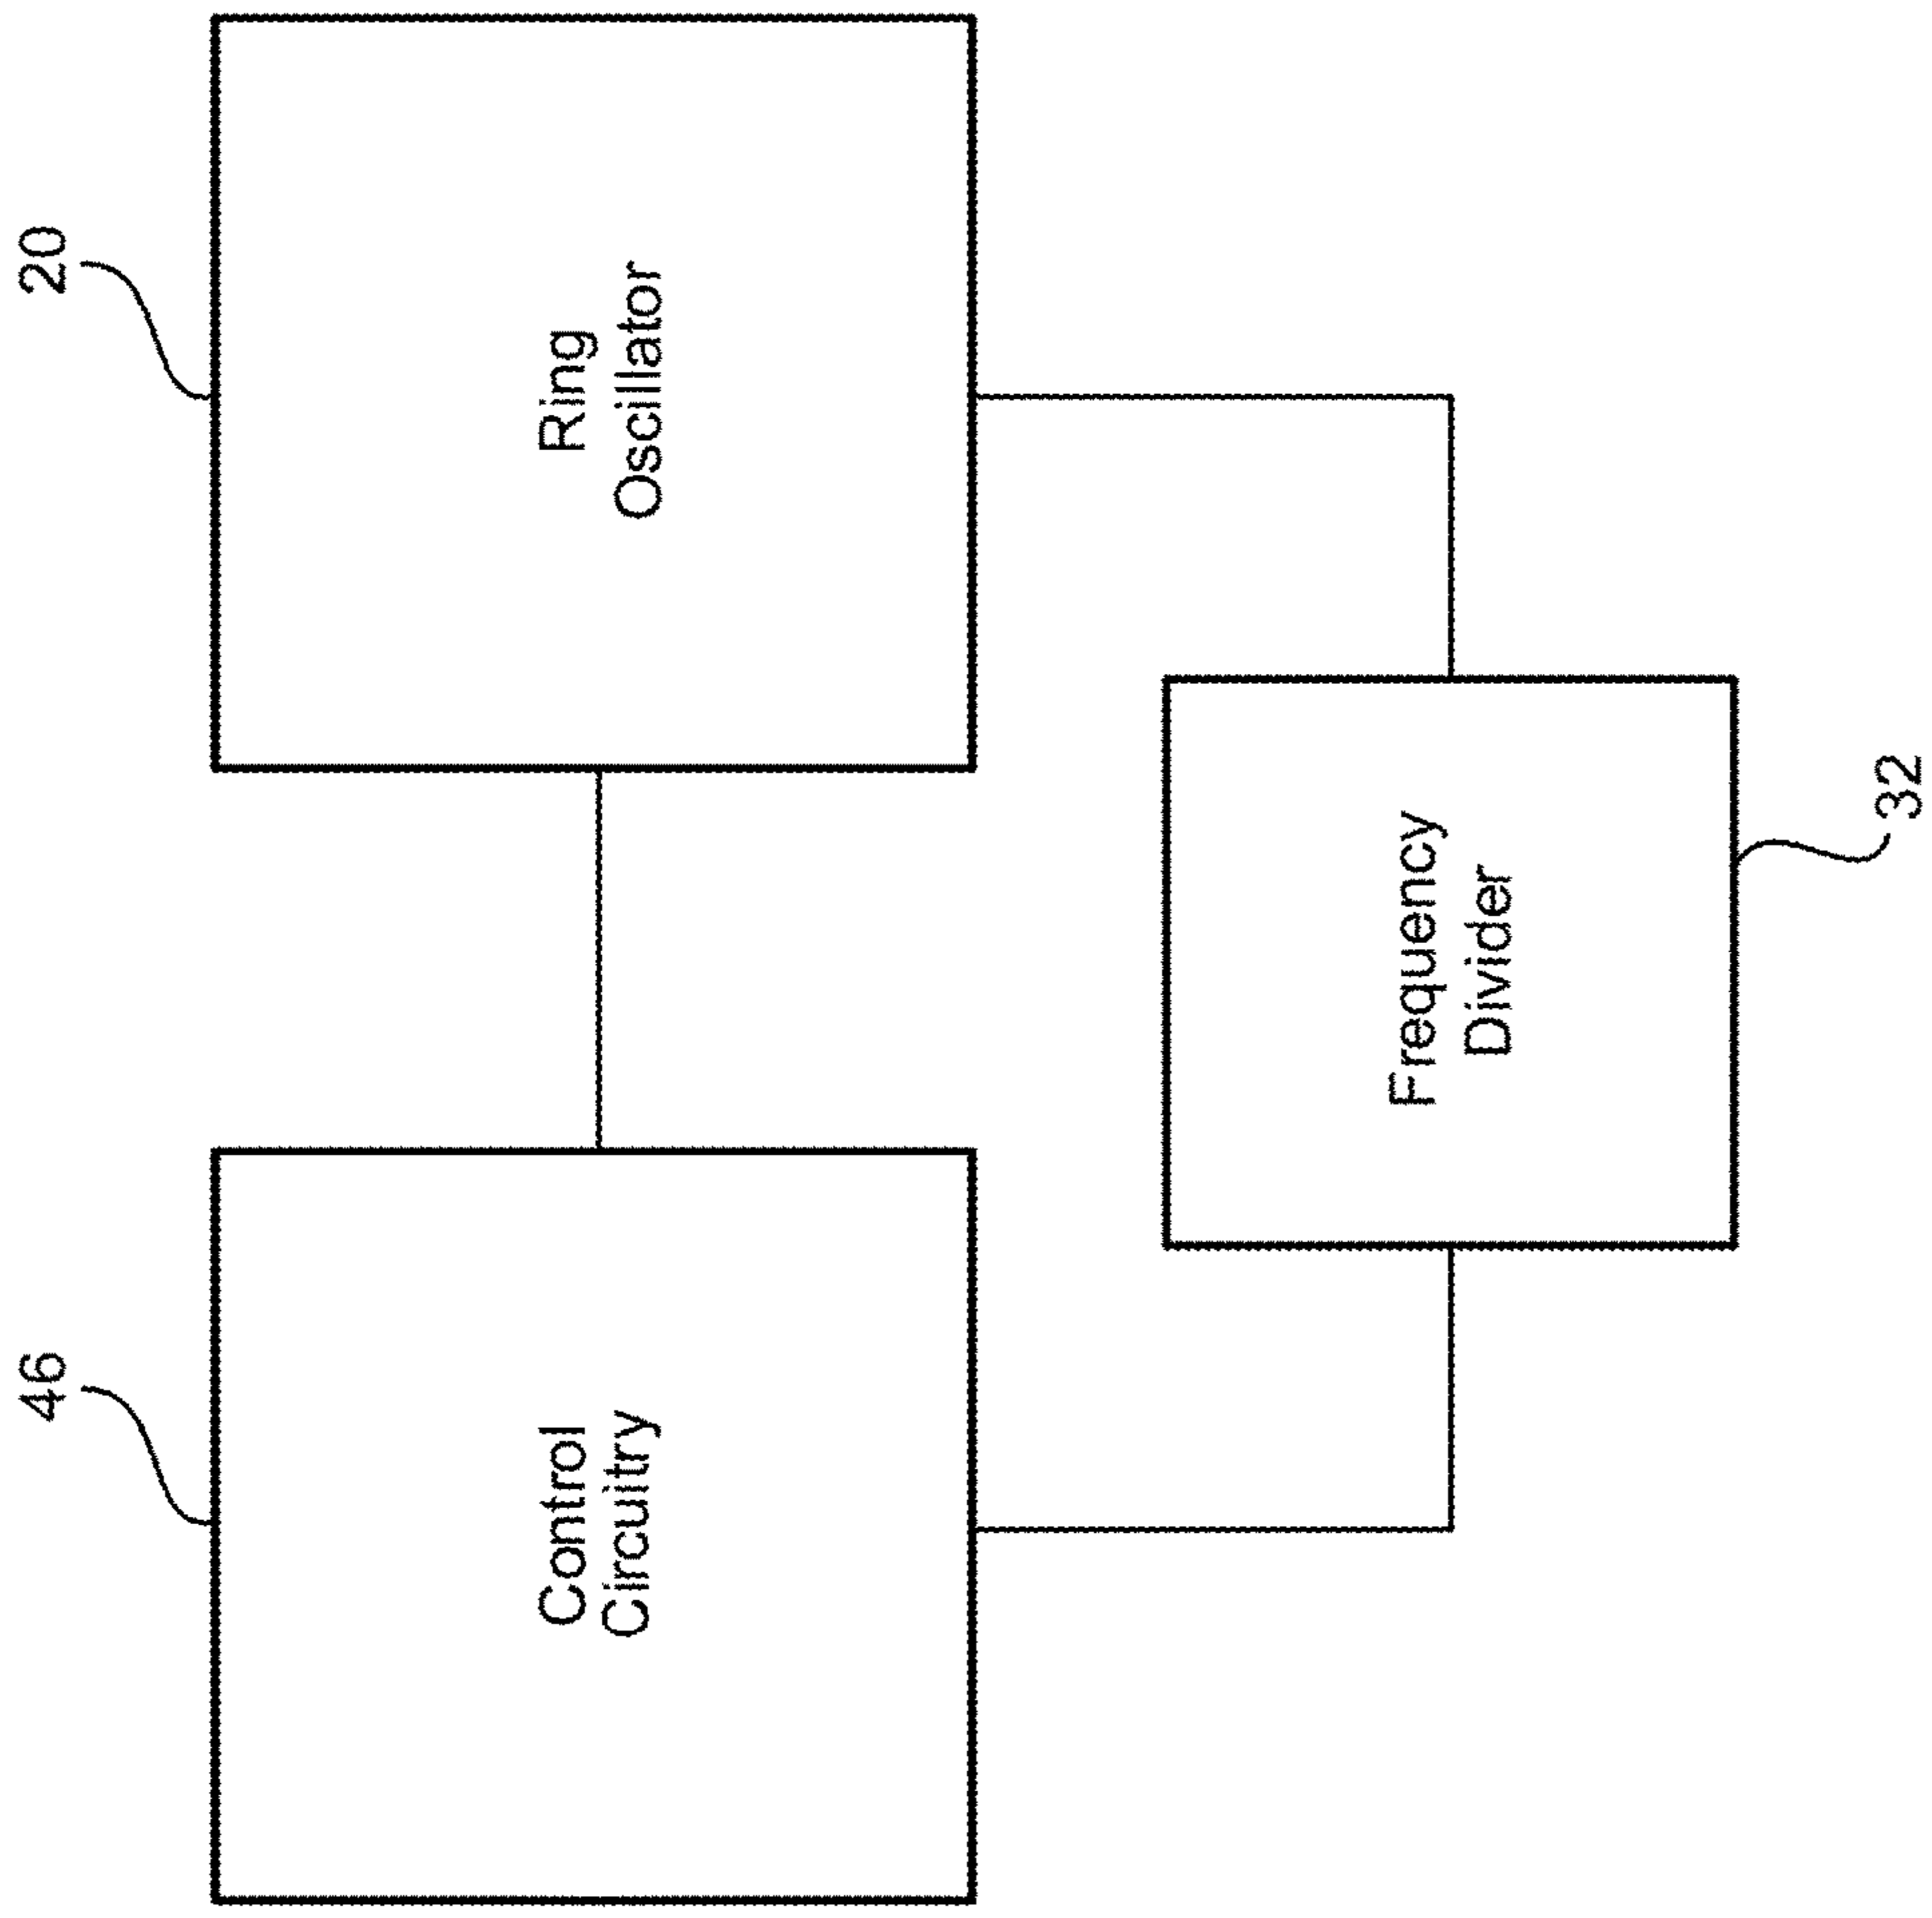 46
20
Control
Circuitry
Ring
Oscillator
Frequency
Divider
32